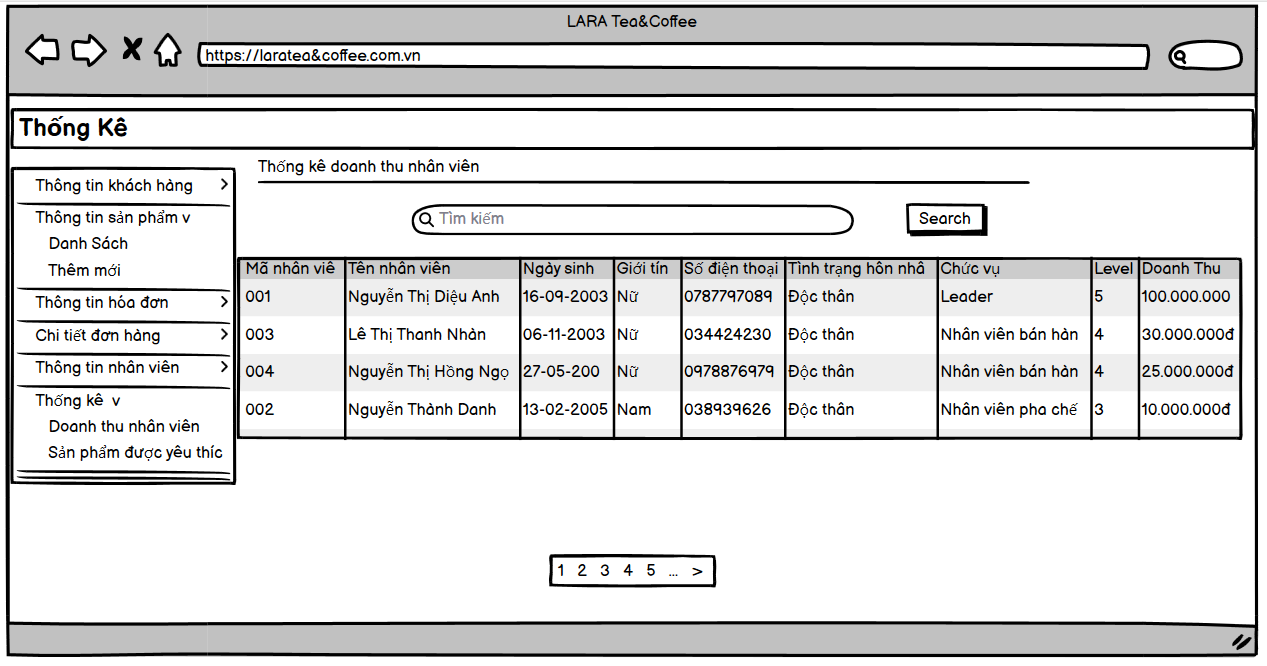 LARA Tea&Coffee
https://laratea&coffee.com.vn
Thống Kê
Thông tin khách hàng >
Thông tin sản phẩm v
Danh Sách
Thêm mới
Thông tin hóa đơn >
Chi tiết đơn hàng >
Thông tin nhân viên >
Thống kê v
Doanh thu nhân viên
Sản phẩm được yêu thíc
Thống kê doanh thu nhân viên
Tìm kiếm Search
Mã nhân viê Tên nhân viên Ngày sinh Giới tín Số điện thoại Tình trạng hôn nhâ Chức vụ Level Doanh Thu
001 Nguyễn Thị Diệu Anh 16-09-2003 Nữ 0787797089 Độc thân Leader 5 100.000.000
003 Lê Thị Thanh Nhàn 06-11-2003 Nữ 034424230 Độc thân Nhân viên bán hàn 4 30.000.000đ
004 Nguyễn Thị Hồng Ngọ 27-05-200 Nữ 0978876979 Độc thân Nhân viên bán hàn 4 25.000.000đ
002 Nguyễn Thành Danh 13-02-2005 Nam 038939626 Độc thân Nhân viên pha chế 3 10.000.000đ
1 2 3 4 5 ... >